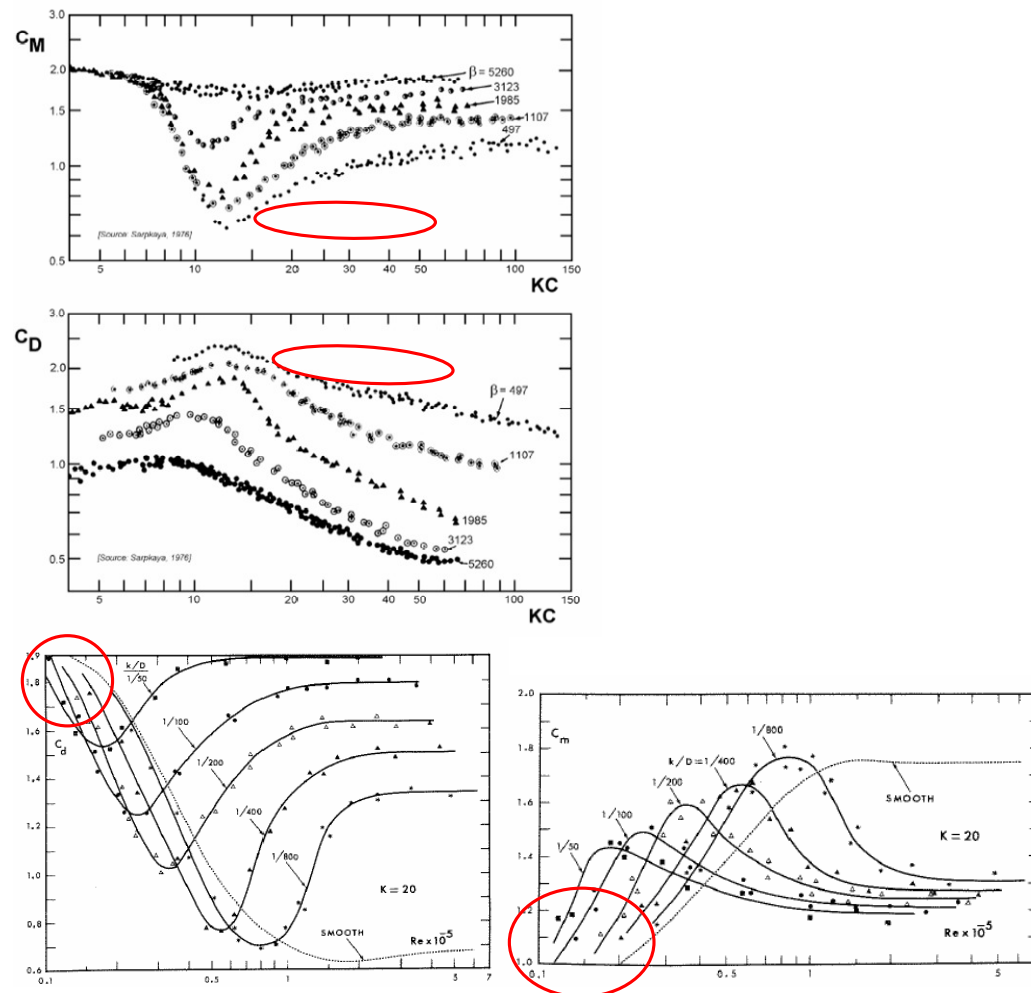 C_M
3.0
2.0
1.5
1.0
0.5
β = 5260
3123
1985
1107
497
[Source: Sarpkaya, 1976]
5 10 20 30 40 50 100 150
KC
C_D
3.0
2.0
1.5
1.0
0.5
β = 497
1107
1985
3123
5260
[Source: Sarpkaya, 1976]
5 10 20 30 40 50 100 150
KC
1.9
1.8
1.6
1.4
1.2
1.0
0.8
0.6
C_d
k/D
1/50
1/100
1/200
1/400
1/800
K = 20
SMOOTH
Re x 10^-5
0.1 0.5 1 5 7
2.0
1.8
1.6
1.4
1.2
1.0
C_m
1/800
k/D = 1/400
1/200
1/100
1/50
SMOOTH
K = 20
Re x 10^-5
0.1 0.5 1 5